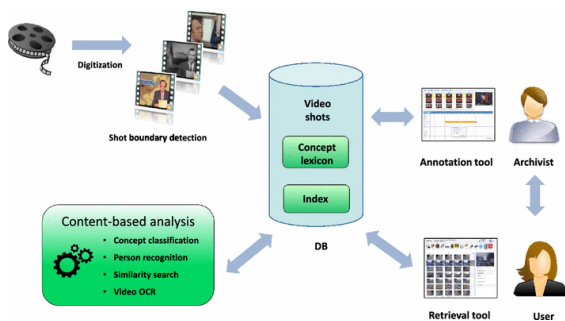 Digitization
Shot boundary detection
Video
shots
Concept
lexicon
Index
DB
Annotation tool
Archivist
Content-based analysis
• Concept classification
• Person recognition
• Similarity search
• Video OCR
Retrieval tool
User